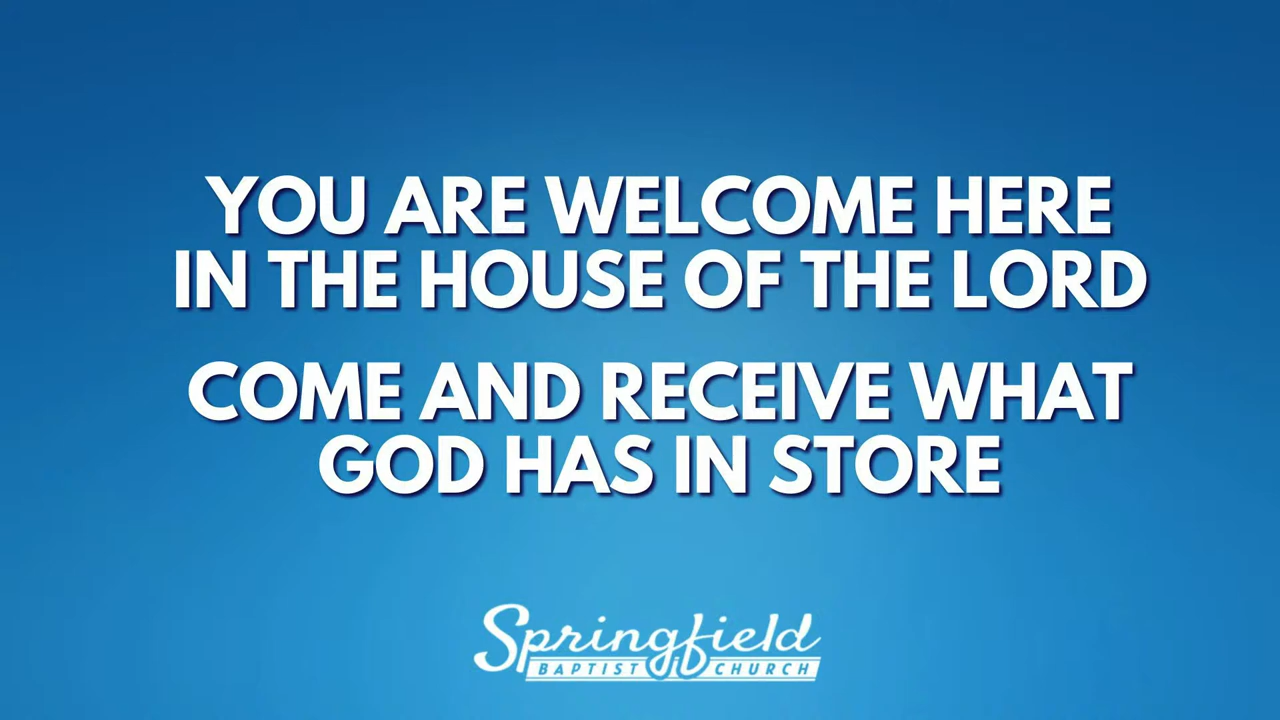 YOU ARE WELCOME HERE
IN THE HOUSE OF THE LORD
COME AND RECEIVE WHAT
GOD HAS IN STORE
Springfield
BAPTIST CHURCH